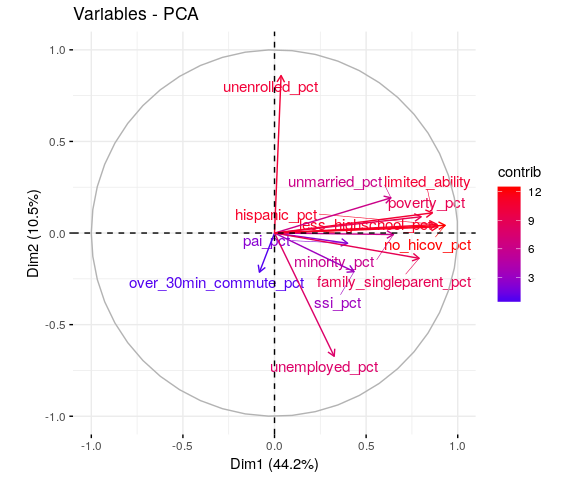 Variables - PCA
contrib
12
9
6
3
Dim2 (10.5%)
1.0
0.5
0.0
-0.5
-1.0
unenrolled_pct
unmarried_pct
limited_ability
poverty_pct
hispanic_pct
less_highschool_pct
pai_pct
no_hicov_pct
minority_pct
over_30min_commute_pct
family_singleparent_pct
ssi_pct
unemployed_pct
-1.0
-0.5
0.0
0.5
1.0
Dim1 (44.2%)